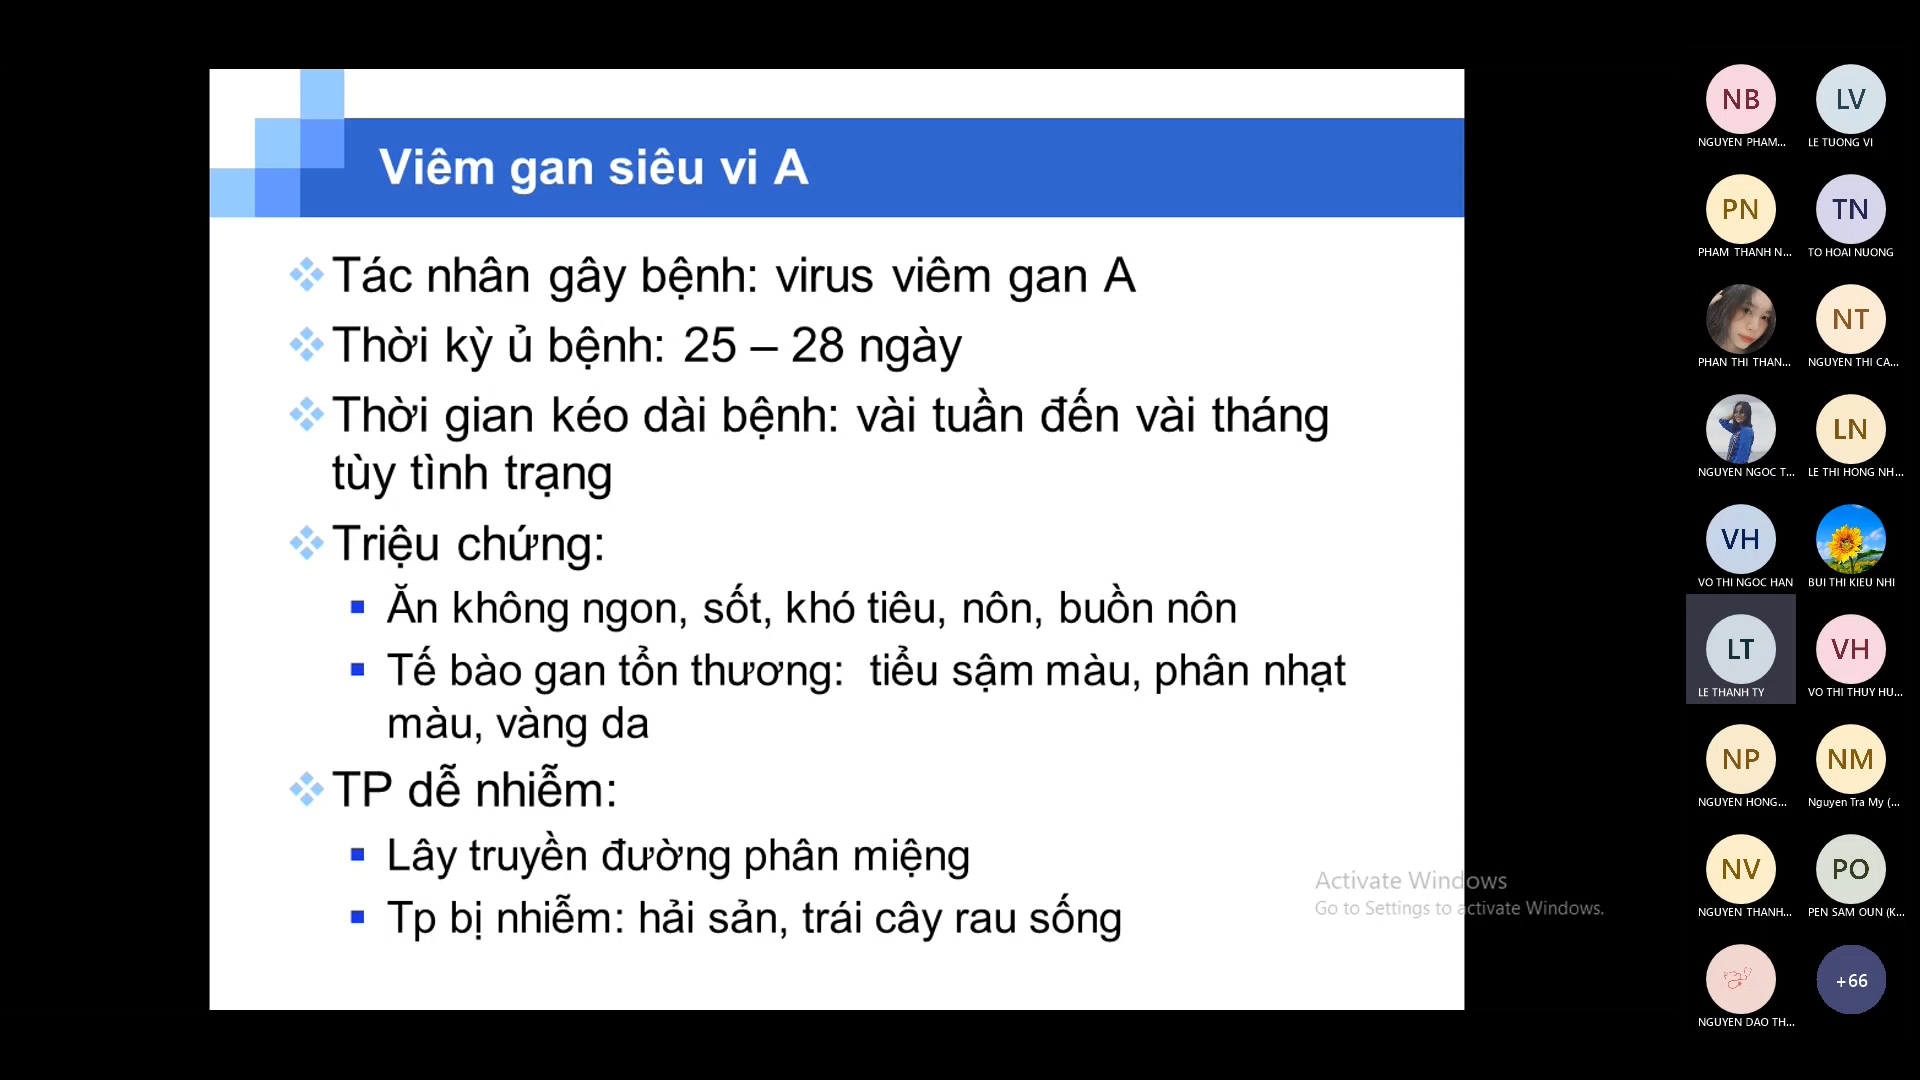 Viêm gan siêu vi A
Tác nhân gây bệnh: virus viêm gan A
Thời kỳ ủ bệnh: 25 – 28 ngày
Thời gian kéo dài bệnh: vài tuần đến vài tháng
tùy tình trạng
Triệu chứng:
Ăn không ngon, sốt, khó tiêu, nôn, buồn nôn
Tế bào gan tổn thương: tiểu sậm màu, phân nhạt
màu, vàng da
TP dễ nhiễm:
Lây truyền đường phân miệng
Tp bị nhiễm: hải sản, trái cây rau sống
Activate Windows
Go to Settings to activate Windows.
NB
NGUYEN PHAM...
LV
LE TUONG VI
PN
PHAM THANH N...
TN
TO HOAI NUONG
PHAN THI THAN...
NT
NGUYEN THI CA...
NGUYEN NGOC T...
LN
LE THI HONG NH...
VH
VO THI NGOC HAN
BUI THI KIEU NHI
LT
LE THANH TY
VH
VO THI THUY HU...
NP
NGUYEN HONG...
NM
Nguyen Tra My (...
NV
NGUYEN THANH...
PO
PEN SAM OUN (K...
NGUYEN DAO TH...
+66